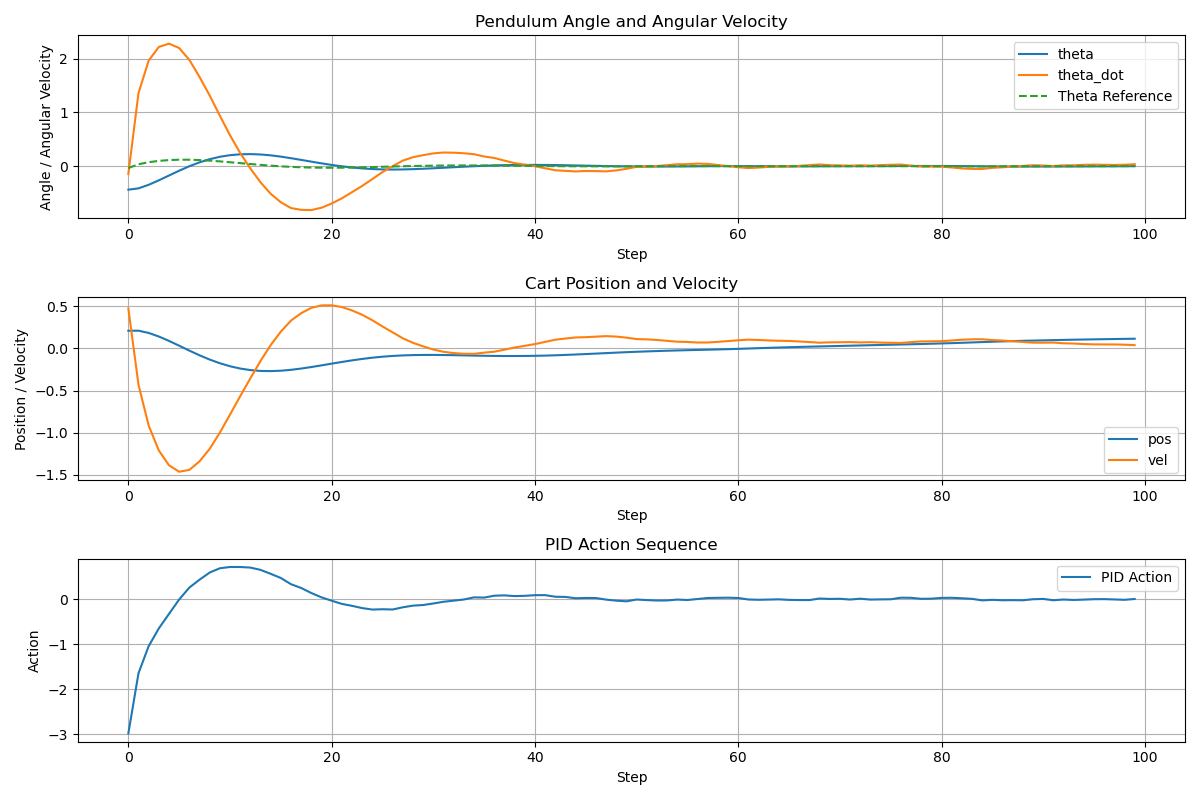 Pendulum Angle and Angular Velocity
Angle / Angular Velocity
2
1
0
theta
theta_dot
Theta Reference
0 20 40 60 80 100
Step
Cart Position and Velocity
Position / Velocity
0.5
0.0
−0.5
−1.0
−1.5
pos
vel
0 20 40 60 80 100
Step
PID Action Sequence
Action
0
−1
−2
−3
PID Action
0 20 40 60 80 100
Step